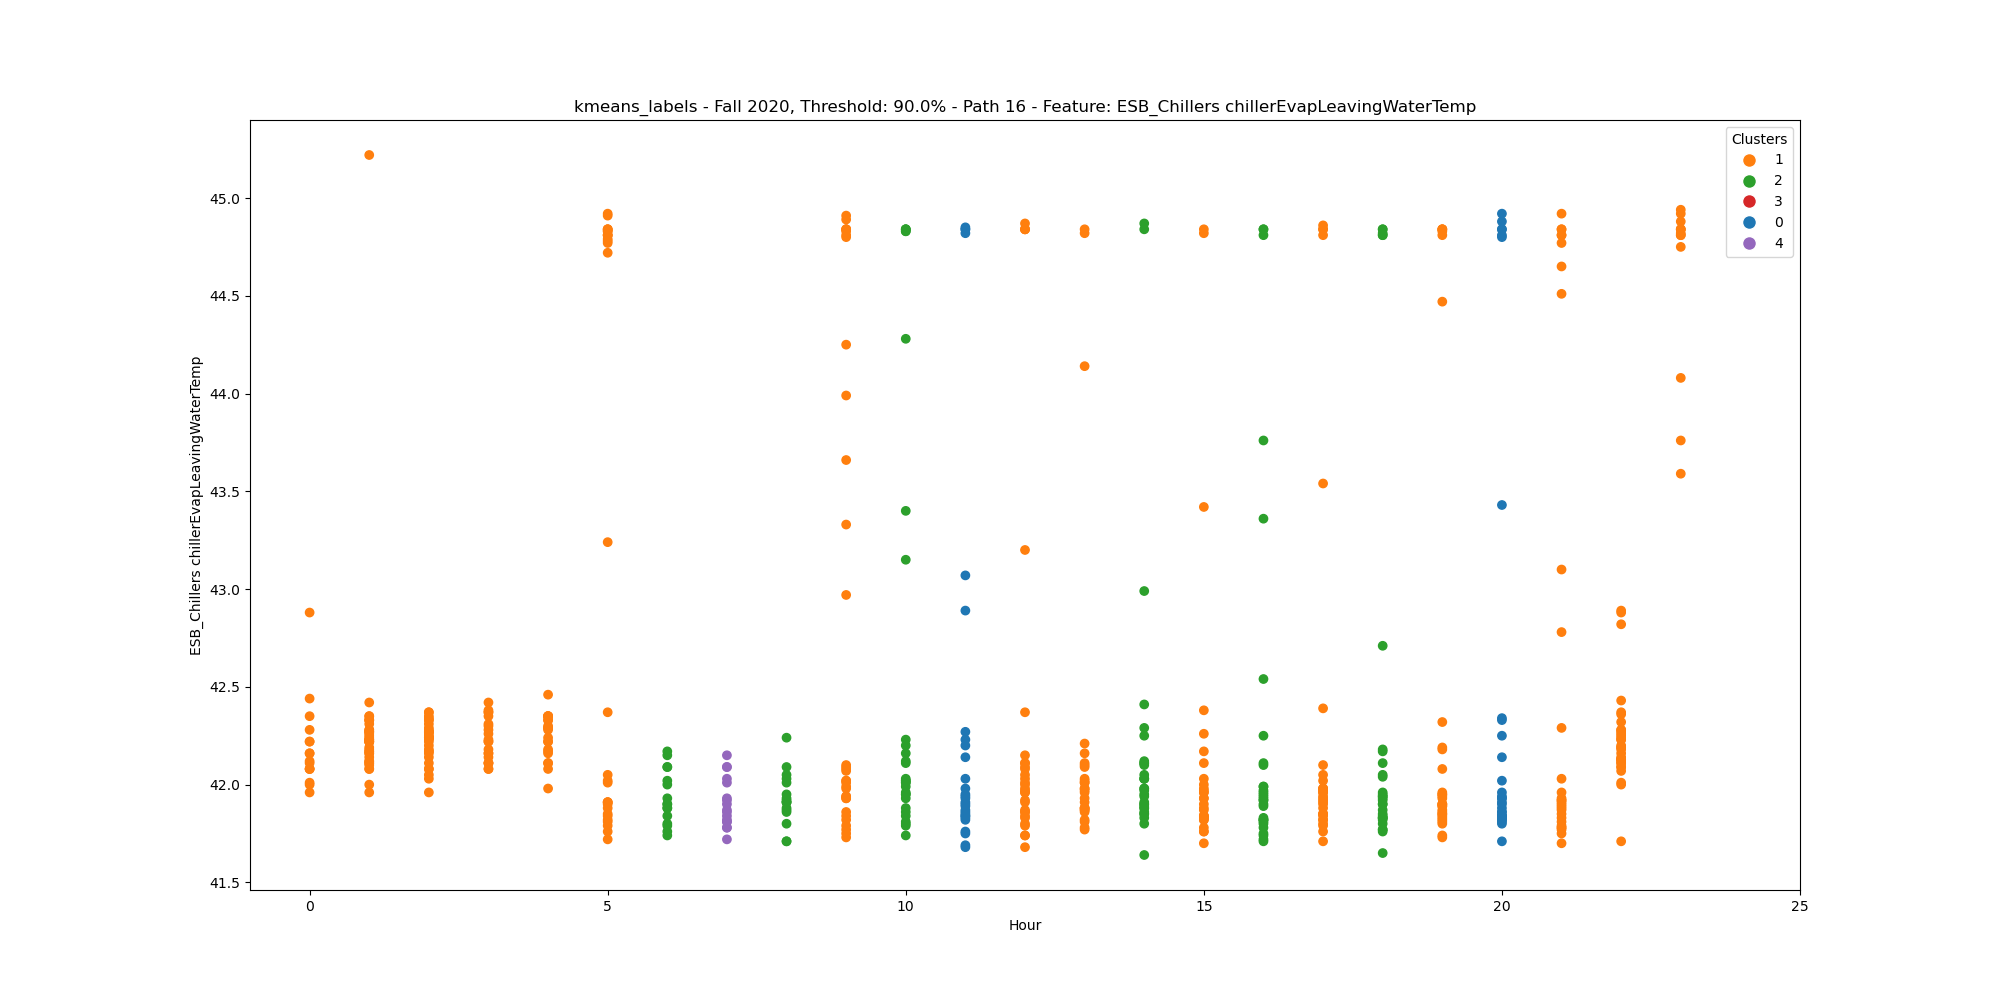 kmeans_labels - Fall 2020, Threshold: 90.0% - Path 16 - Feature: ESB_Chillers chillerEvapLeavingWaterTemp
Clusters
1
2
3
0
4
ESB_Chillers chillerEvapLeavingWaterTemp
45.0
44.5
44.0
43.5
43.0
42.5
42.0
41.5
0 5 10 15 20 25
Hour